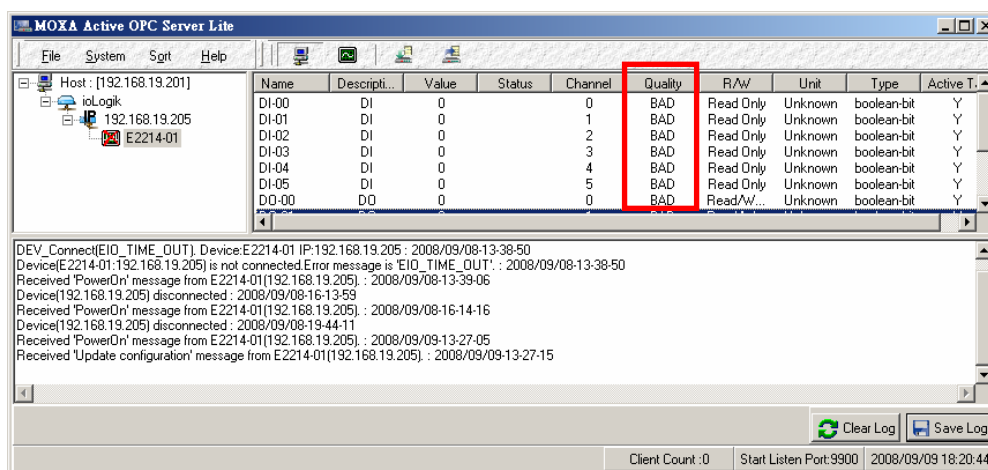 MOXA Active OPC Server Lite
File System Sort Help
Host : [192.168.19.201]
ioLogik
192.168.19.205
E2214-01
Name Descripti... Value Status Channel Quality R/W Unit Type Active T.
DI-00 DI 0 0 BAD Read Only Unknown boolean-bit Y
DI-01 DI 0 1 BAD Read Only Unknown boolean-bit Y
DI-02 DI 0 2 BAD Read Only Unknown boolean-bit Y
DI-03 DI 0 3 BAD Read Only Unknown boolean-bit Y
DI-04 DI 0 4 BAD Read Only Unknown boolean-bit Y
DI-05 DI 0 5 BAD Read Only Unknown boolean-bit Y
DO-00 DO 0 0 BAD Read/W... Unknown boolean-bit Y
DEV_Connect(EIO_TIME_OUT). Device:E2214-01 IP:192.168.19.205 : 2008/09/08-13-38-50
Device(E2214-01:192.168.19.205) is not connected.Error message is 'EIO_TIME_OUT'. : 2008/09/08-13-38-50
Received 'PowerOn' message from E2214-01(192.168.19.205). : 2008/09/08-13-39-06
Device(192.168.19.205) disconnected : 2008/09/08-16-13-59
Received 'PowerOn' message from E2214-01(192.168.19.205). : 2008/09/08-16-14-16
Device(192.168.19.205) disconnected : 2008/09/08-19-44-11
Received 'PowerOn' message from E2214-01(192.168.19.205). : 2008/09/09-13-27-05
Received 'Update configuration' message from E2214-01(192.168.19.205). : 2008/09/09-13-27-15
Clear Log Save Log
Client Count :0 Start Listen Port:9900 2008/09/09 18:20:44